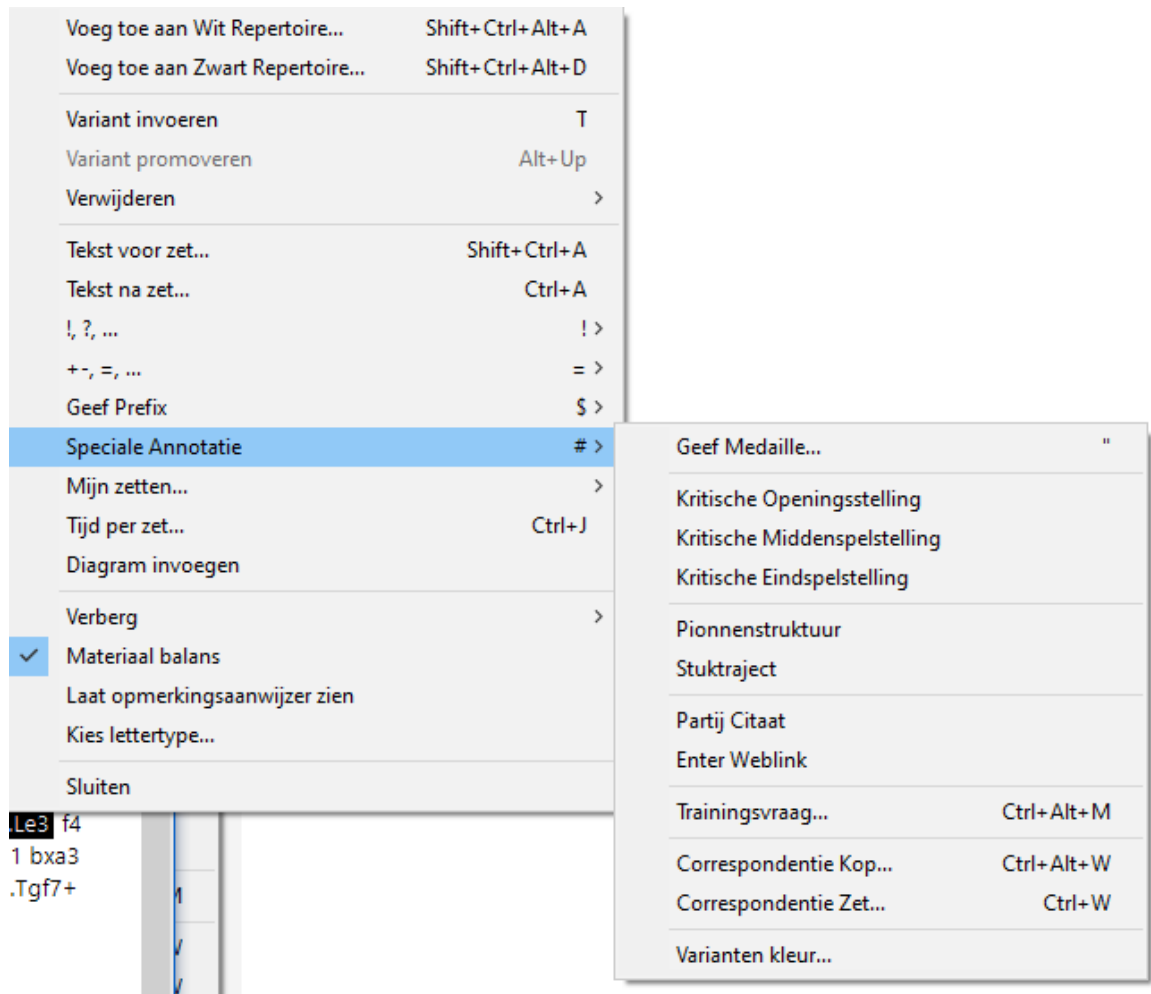 Voeg toe aan Wit Repertoire... Shift+Ctrl+Alt+A
Voeg toe aan Zwart Repertoire... Shift+Ctrl+Alt+D
Variant invoeren T
Variant promoveren Alt+Up
Verwijderen >
Tekst voor zet... Shift+Ctrl+A
Tekst na zet... Ctrl+A
!, ?, ... ! >
+-, =, ... = >
Geef Prefix $ >
Speciale Annotatie # >
Mijn zetten... >
Tijd per zet... Ctrl+J
Diagram invoegen
Verberg >
Materiaal balans
Laat opmerkingsaanwijzer zien
Kies lettertype...
Sluiten
Geef Medaille... "
Kritische Openingsstelling
Kritische Middenspelstelling
Kritische Eindspelstelling
Pionnenstruktuur
Stuktraject
Partij Citaat
Enter Weblink
Trainingsvraag... Ctrl+Alt+M
Correspondentie Kop... Ctrl+Alt+W
Correspondentie Zet... Ctrl+W
Varianten kleur...
.Le3 f4
1 bxa3
.Tgf7+